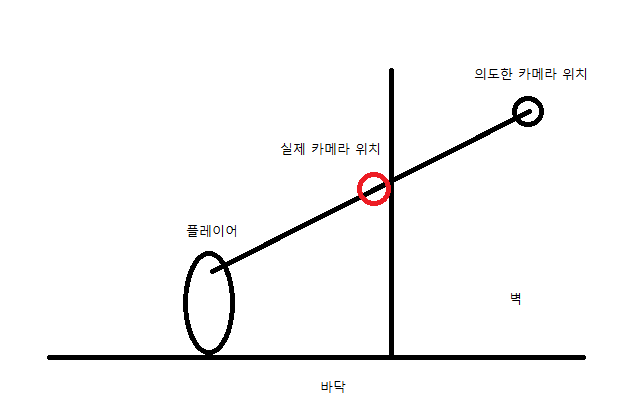 의도한 카메라 위치
실제 카메라 위치
플레이어
벽
바닥